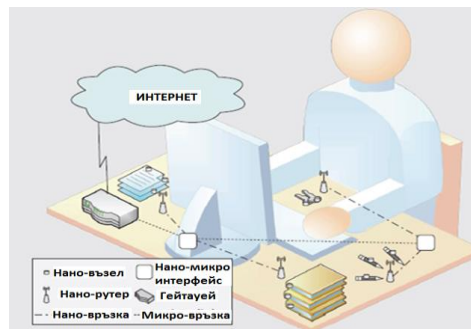 ИНТЕРНЕТ
Нано-възел
Нано-микро
интерфейс
Нано-рутер
Гейтауей
Нано-връзка
Микро-връзка